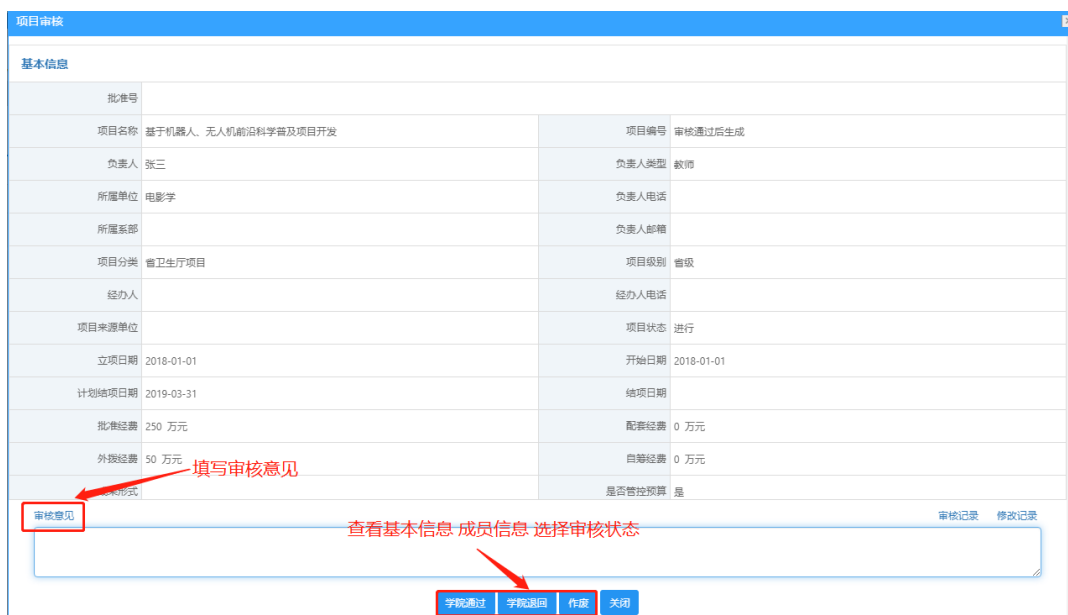 项目审核
基本信息
批准号
项目名称 基于机器人、无人机前沿科学普及项目开发 项目编号 审核通过后生成
负责人 张三 负责人类型 教师
所属单位 电影学 负责人电话
所属系部 负责人邮箱
项目分类 省卫生厅项目 项目级别 省级
经办人 经办人电话
项目来源单位 项目状态 进行
立项日期 2018-01-01 开始日期 2018-01-01
计划结项日期 2019-03-31 结项日期
批准经费 250 万元 配套经费 0 万元
外拨经费 50 万元 自筹经费 0 万元
填写审核意见
形式 是否管控预算 是
审核意见 审核记录 修改记录
查看基本信息 成员信息 选择审核状态
学院通过 学院退回 作废 关闭